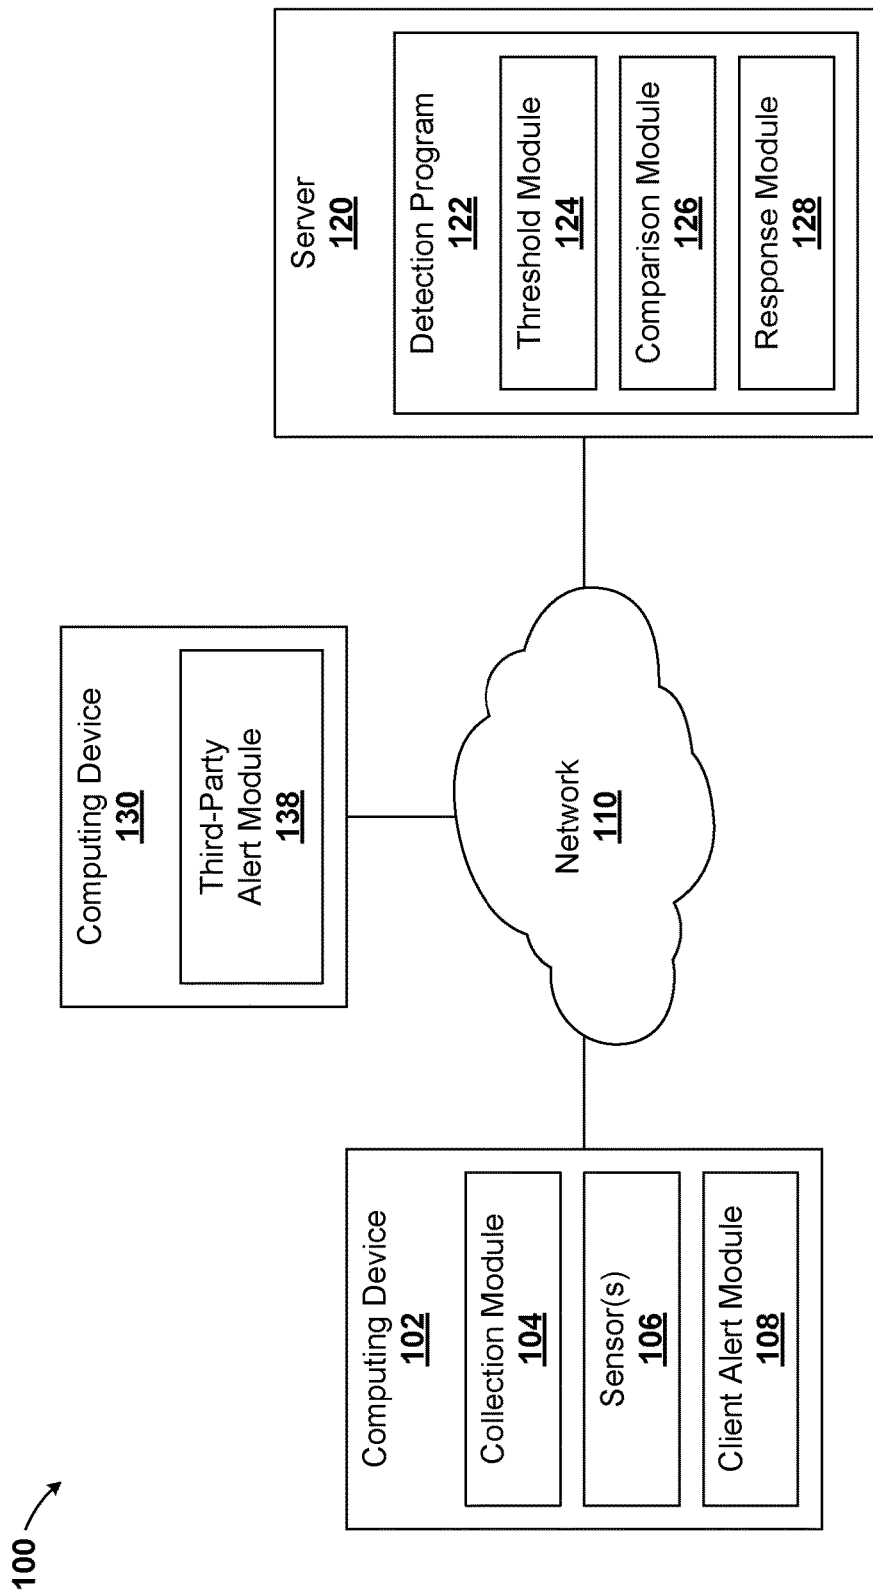 100
Computing Device
102
Collection Module
104
Sensor(s)
106
Client Alert Module
108
Computing Device
130
Third-Party
Alert Module
138
Network
110
Server
120
Detection Program
122
Threshold Module
124
Comparison Module
126
Response Module
128